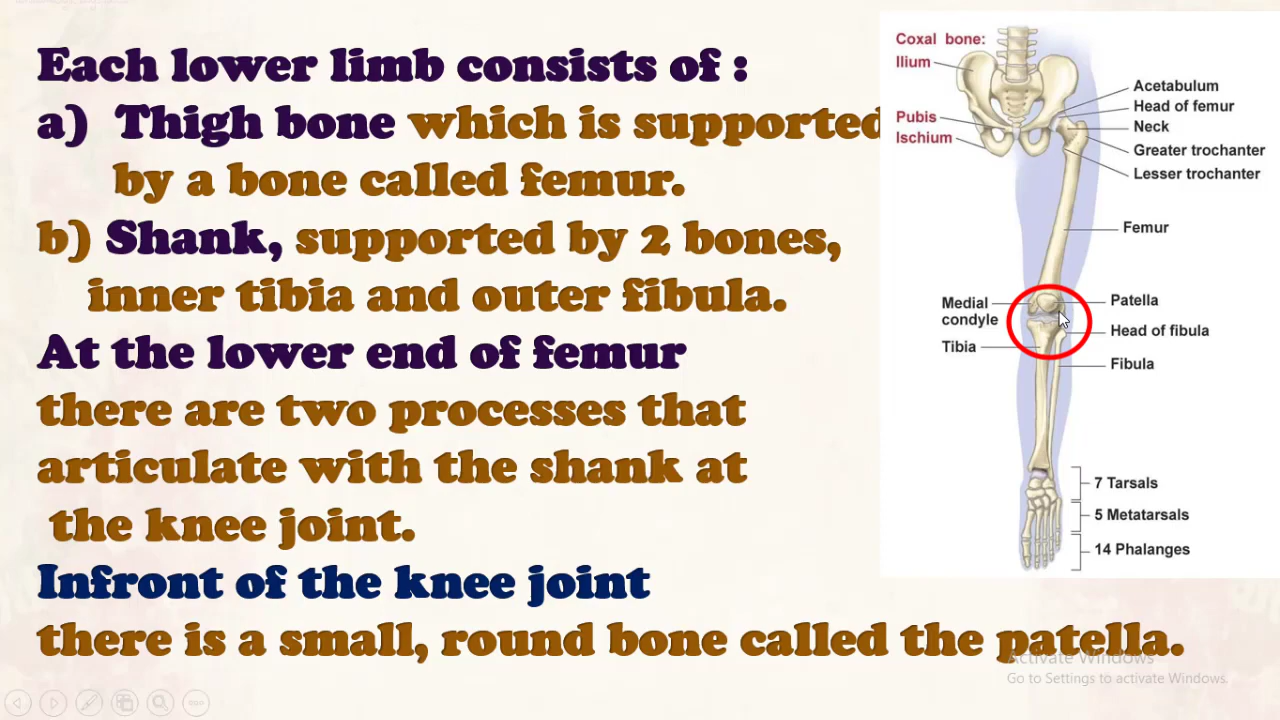 Each lower limb consists of :
a) Thigh bone which is supported
by a bone called femur.
b) Shank, supported by 2 bones,
inner tibia and outer fibula.
At the lower end of femur
there are two processes that
articulate with the shank at
the knee joint.
Infront of the knee joint
there is a small, round bone called the patella.
Coxal bone:
Ilium
Pubis
Ischium
Acetabulum
Head of femur
Neck
Greater trochanter
Lesser trochanter
Femur
Medial
condyle
Patella
Head of fibula
Tibia
Fibula
7 Tarsals
5 Metatarsals
14 Phalanges
Activate Windows
Go to Settings to activate Windows.